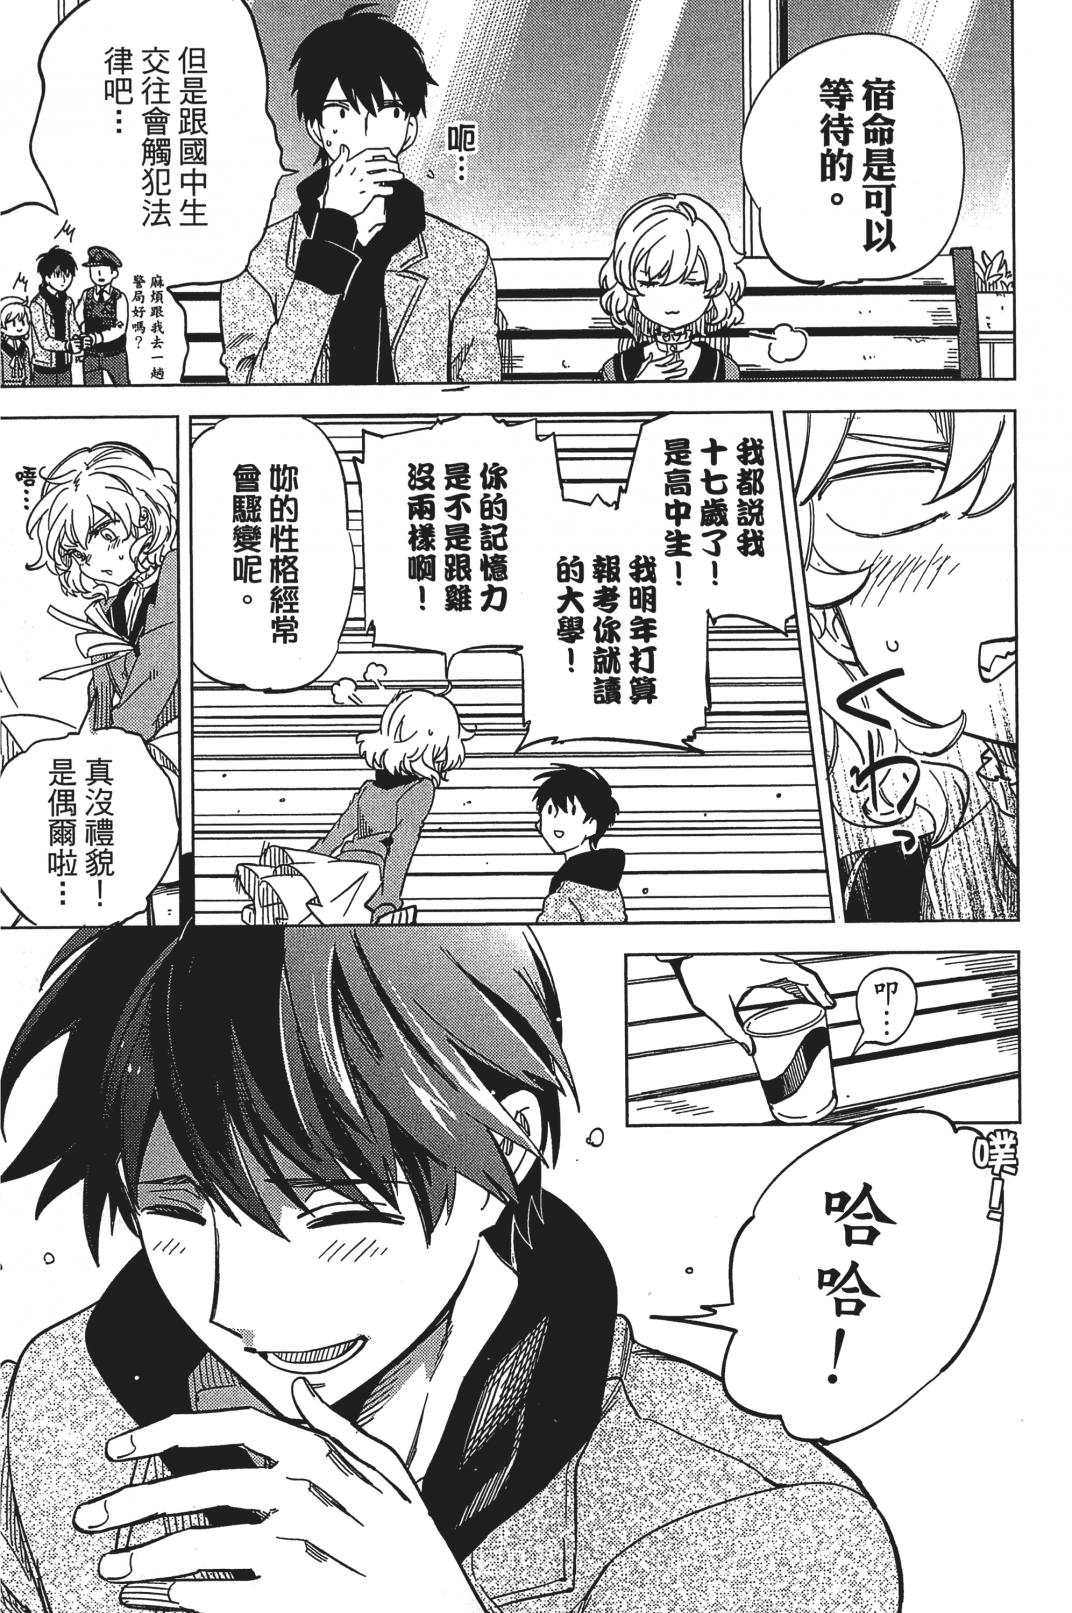 宿命是可以
等待的。
呃…
但是跟國中生
交往會觸犯法
律吧…
麻煩跟我去一趟
警局好嗎？
くわっ
我都說我
十七歲了！
是高中生！
我明年打算
報考你就讀
的大學！
你的記憶力
是不是跟雞
沒兩樣啊！
妳的性格經常
會驟變呢。
唔…
真沒禮貌！
是偶爾啦…
叩…
噗！
哈
哈！